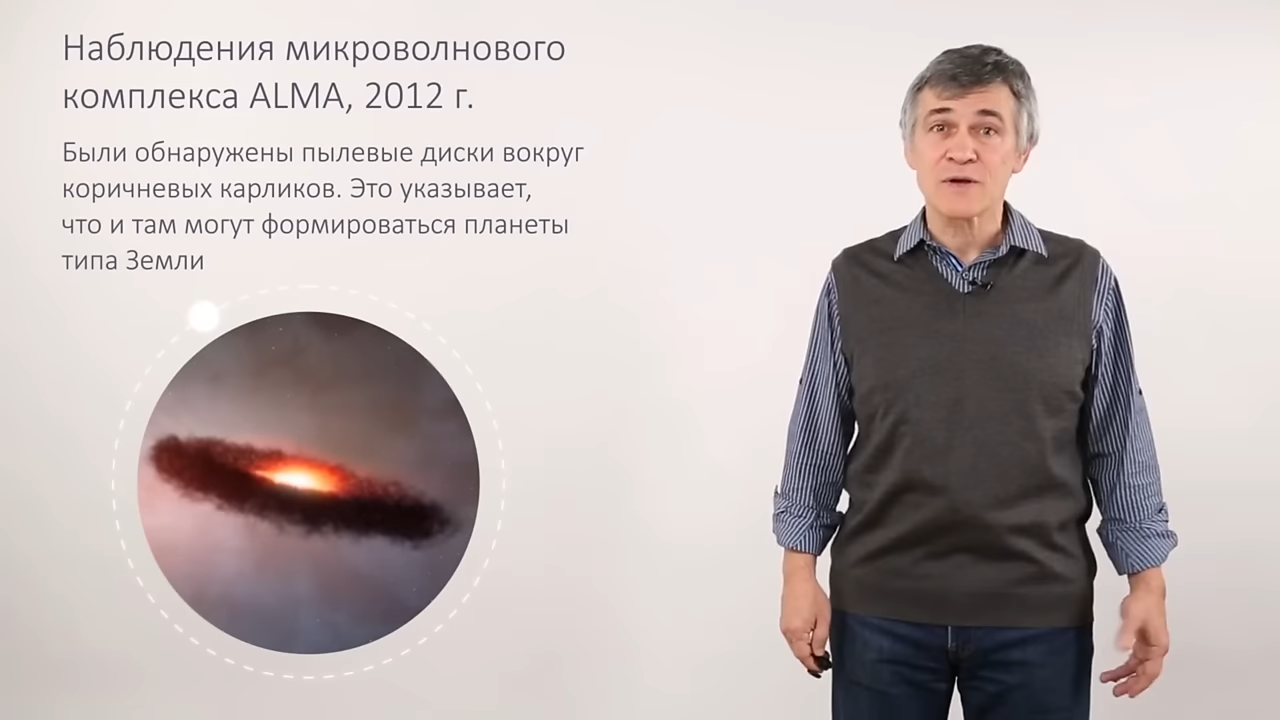 Наблюдения микроволнового
комплекса ALMA, 2012 г.
Были обнаружены пылевые диски вокруг
коричневых карликов. Это указывает,
что и там могут формироваться планеты
типа Земли